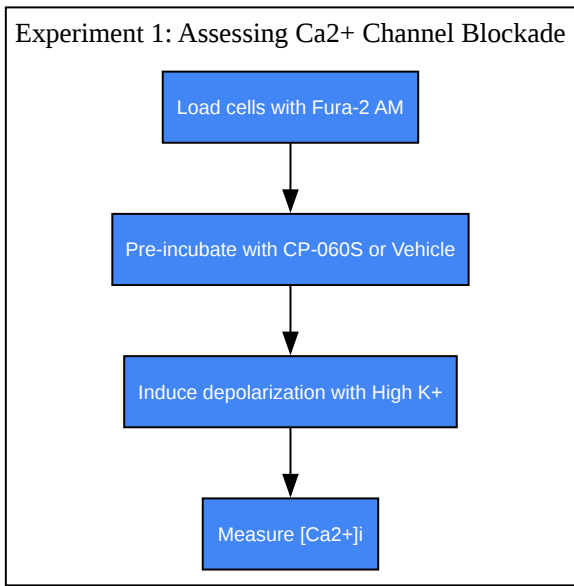 Experiment 1: Assessing Ca2+ Channel Blockade
Load cells with Fura-2 AM
Pre-incubate with CP-060S or Vehicle
Induce depolarization with High K+
Measure [Ca2+]i